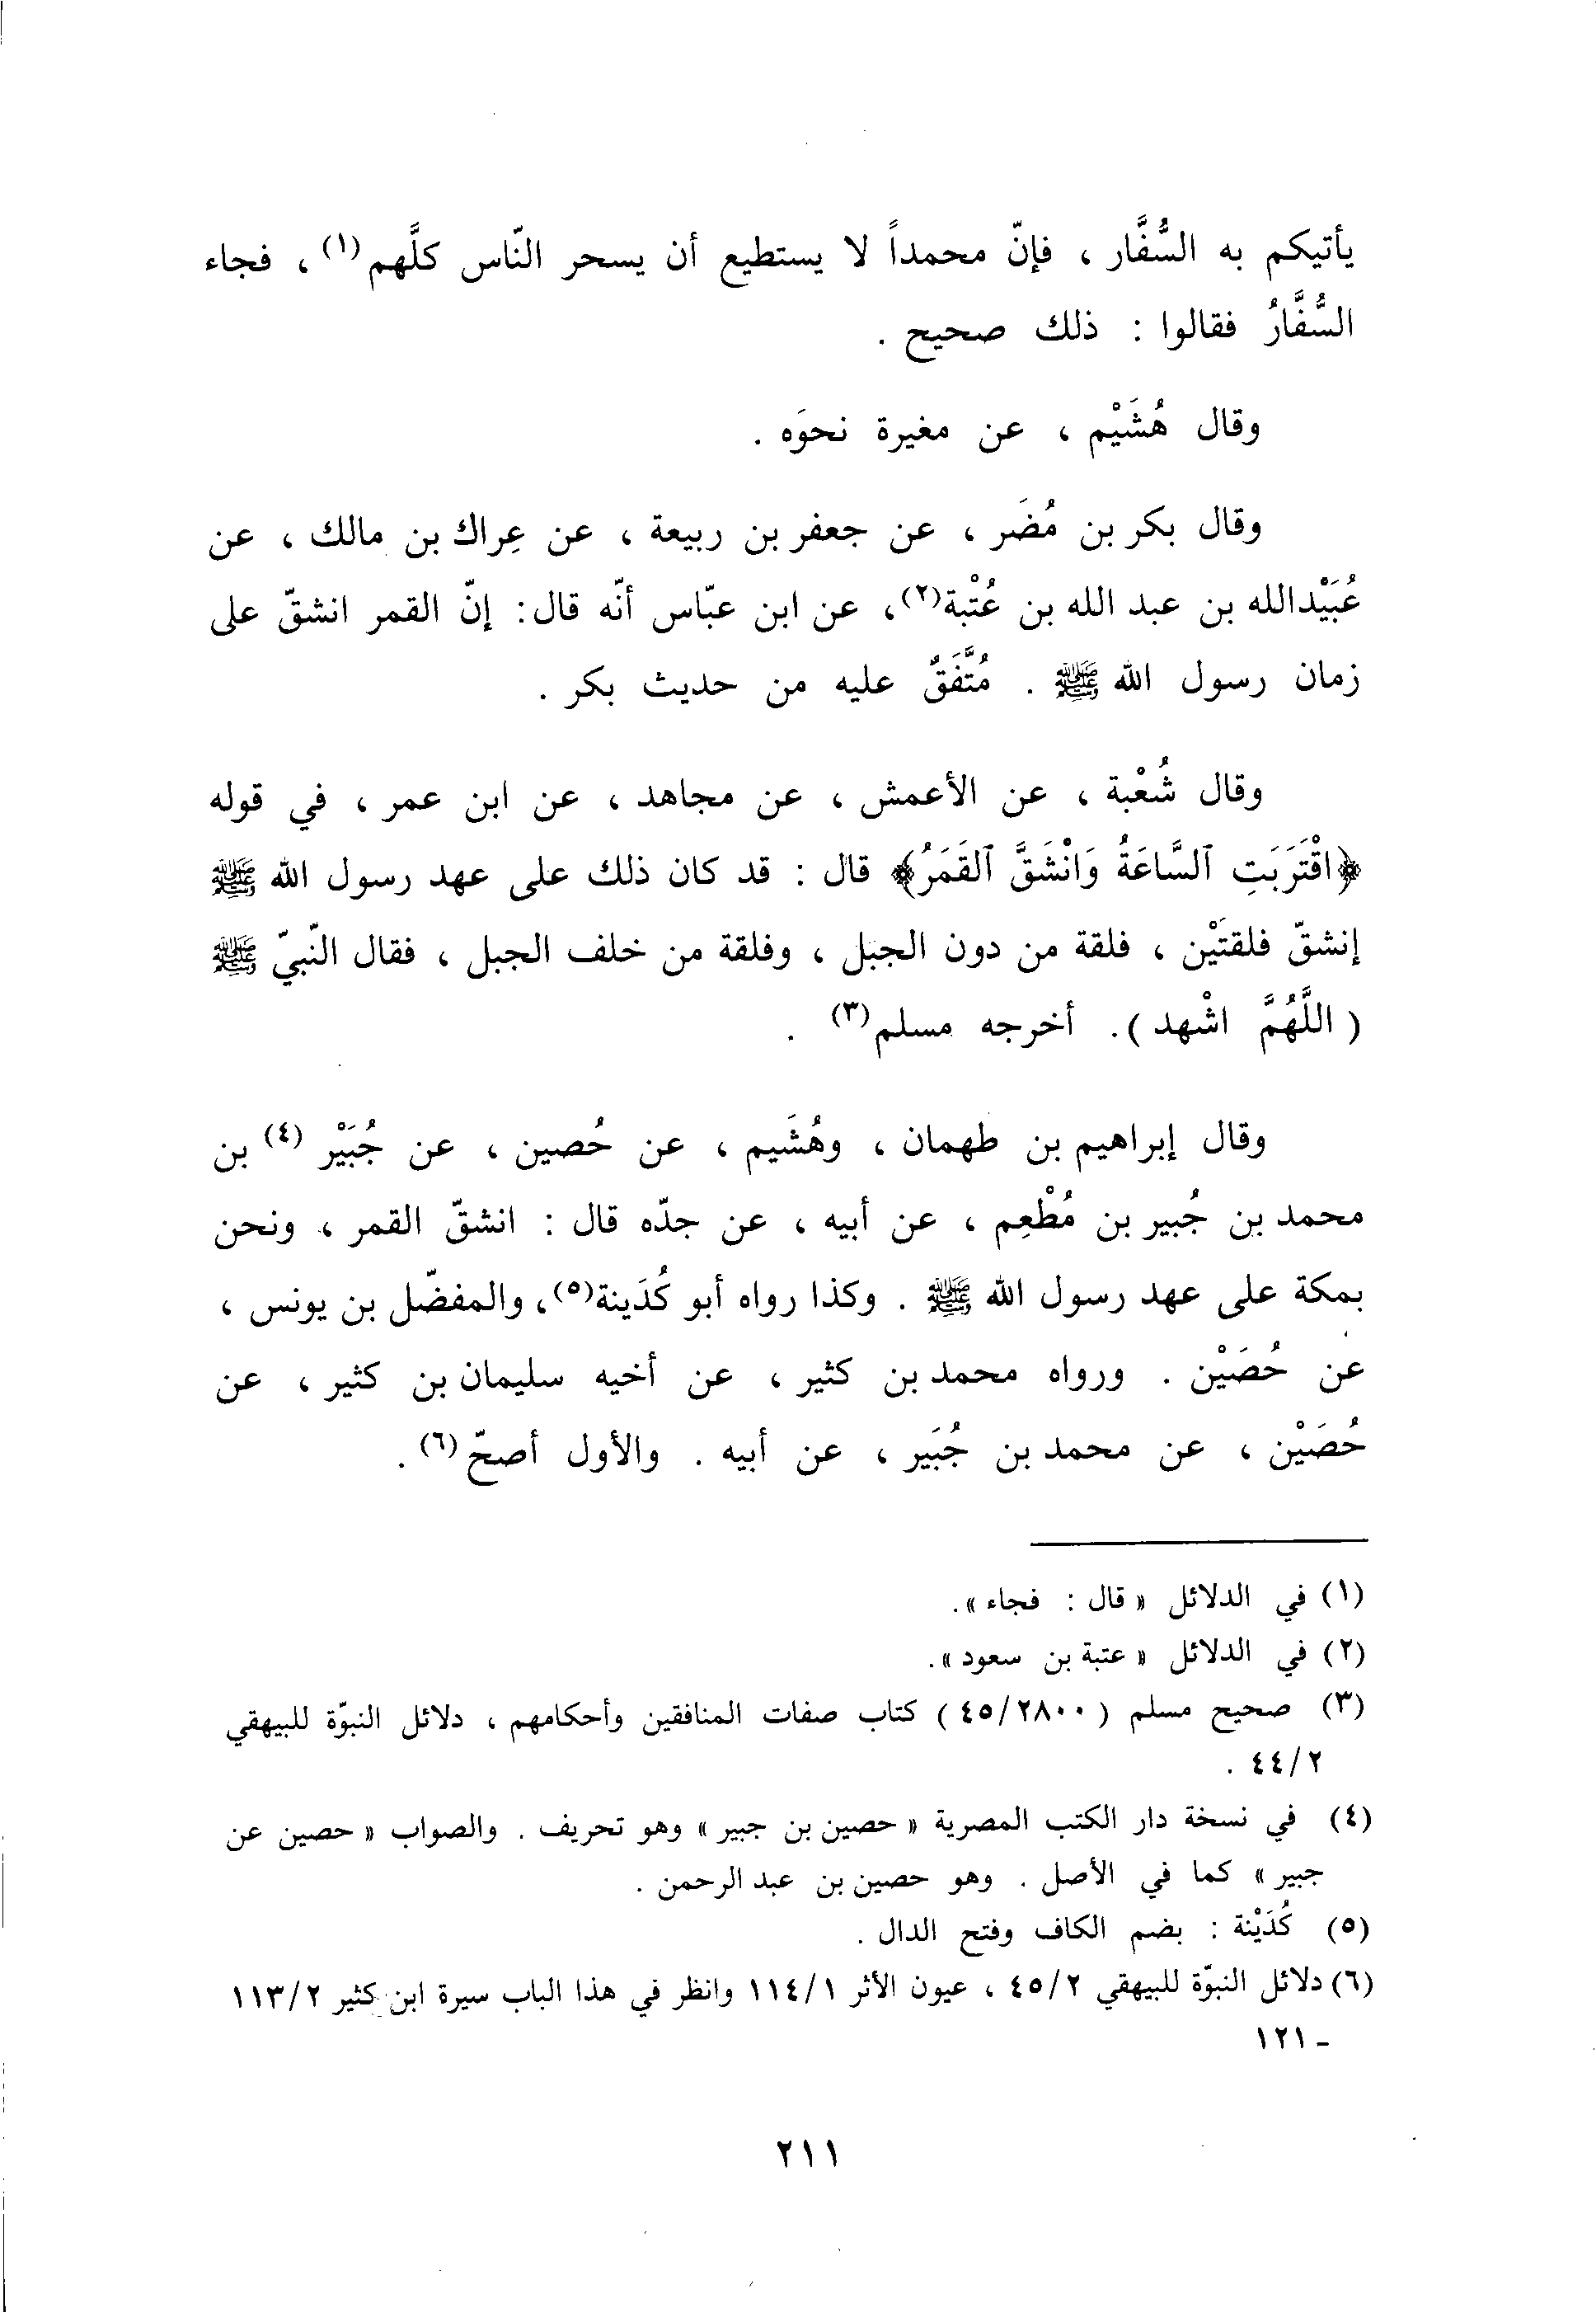 يأتيكم به السُّفَّار ، فإنّ محمداً لا يستطيع أن يسحر النّاس كلَّهم(١) ، فجاء
السُّفَّارُ فقالوا : ذلك صحيح .
وقال هُشَيْم ، عن مغيرة نحوَه .
وقال بكر بن مُضَر ، عن جعفر بن ربيعة ، عن عِراك بن مالك ، عن
عُبَيْدالله بن عبد الله بن عُتْبة(٢)، عن ابن عبّاس أنّه قال: إنّ القمر انشقّ على
زمان رسول الله ﷺ . مُتَّفَقٌ عليه من حديث بكر .
وقال شُعْبة ، عن الأعمش ، عن مجاهد ، عن ابن عمر ، في قوله
﴿اقْتَرَبَتِ ٱلسَّاعَةُ وَانْشَقَّ ٱلقَمَرُ﴾ قال : قد كان ذلك على عهد رسول الله ﷺ
إنشقّ فلقتَيْن ، فلقة من دون الجبل ، وفلقة من خلف الجبل ، فقال النّبيّ ﷺ
( اللَّهُمَّ اشْهد ). أخرجه مسلم(٣) .
وقال إبراهيم بن طهمان ، وهُشَيم ، عن حُصين ، عن جُبَيْر (٤) بن
محمد بن جُبير بن مُطْعِم ، عن أبيه ، عن جدّه قال : انشقّ القمر ، ونحن
بمكة على عهد رسول الله ﷺ . وكذا رواه أبو كُدَينة(٥)، والمفضّل بن يونس ،
عن حُصَيْن . ورواه محمد بن كثير ، عن أخيه سليمان بن كثير ، عن
حُصَيْن ، عن محمد بن جُبَير ، عن أبيه . والأول أصحّ (٦) .
(١) في الدلائل « قال : فجاء ».
(٢) في الدلائل « عتبة بن سعود ».
(٣) صحيح مسلم ( ٤٥/٢٨٠٠ ) كتاب صفات المنافقين وأحكامهم ، دلائل النبوّة للبيهقي
٤٤/٢ .
(٤) في نسخة دار الكتب المصرية « حصين بن جبير » وهو تحريف . والصواب « حصين عن
جبير » كما في الأصل . وهو حصين بن عبد الرحمن .
(٥) كُدَيْنة : بضم الكاف وفتح الدال .
(٦) دلائل النبوّة للبيهقي ٤٥/٢ ، عيون الأثر ١١٤/١ وانظر في هذا الباب سيرة ابن كثير ١١٣/٢
ـ ١٢١
٢١١